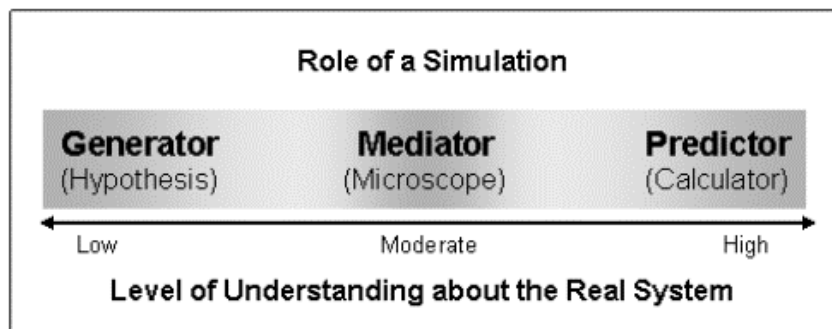 Role of a Simulation
Generator Mediator Predictor
(Hypothesis) (Microscope) (Calculator)
Low Moderate High
Level of Understanding about the Real System